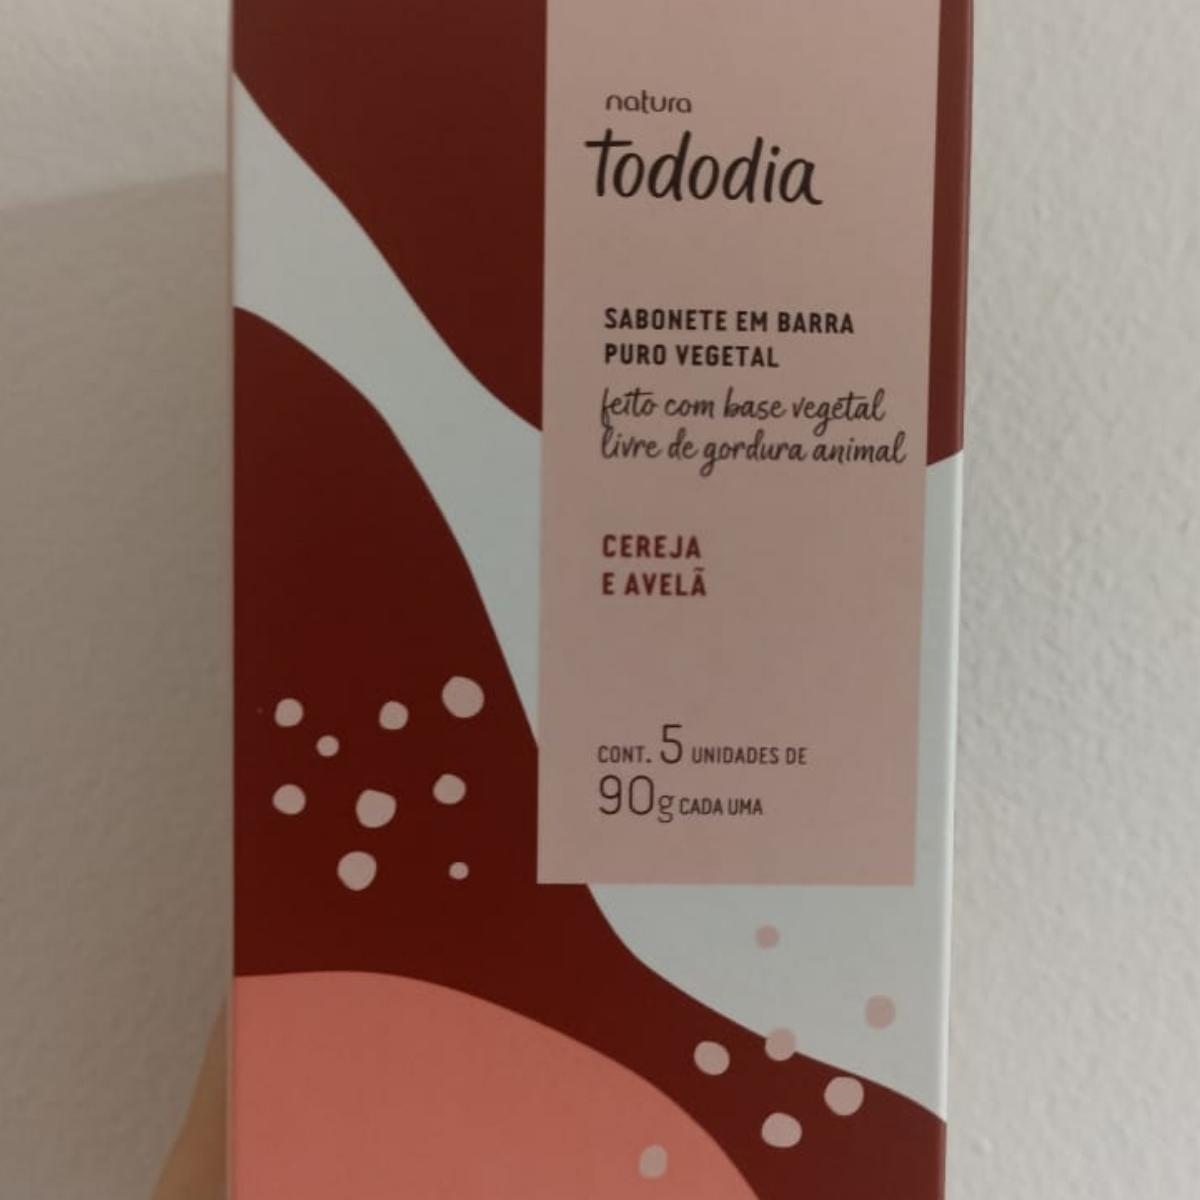 natura
tododia
SABONETE EM BARRA
PURO VEGETAL
feito com base vegetal
livre de gordura animal
CEREJA
E AVELÃ
CONT. 5 UNIDADES DE
90g CADA UMA